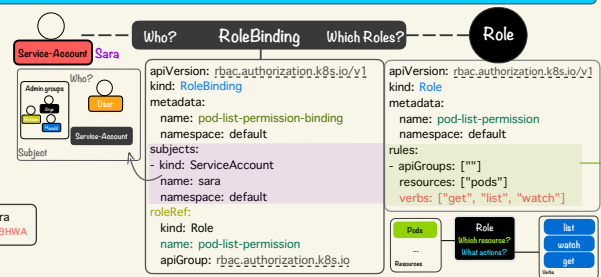 Who? RoleBinding Which Roles?
Role
Service-Account Sara
Who?
Admin groups
User
Service-Account
Subject
ra
9HWA
apiVersion: rbac.authorization.k8s.io/v1
kind: RoleBinding
metadata:
name: pod-list-permission-binding
namespace: default
subjects:
- kind: ServiceAccount
name: sara
namespace: default
roleRef:
kind: Role
name: pod-list-permission
apiGroup: rbac.authorization.k8s.io
apiVersion: rbac.authorization.k8s.io/v1
kind: Role
metadata:
name: pod-list-permission
namespace: default
rules:
- apiGroups: [""]
resources: ["pods"]
verbs: ["get", "list", "watch"]
Pods
...
Resources
Role
Which resource?
What actions?
list
watch
get
Verbs